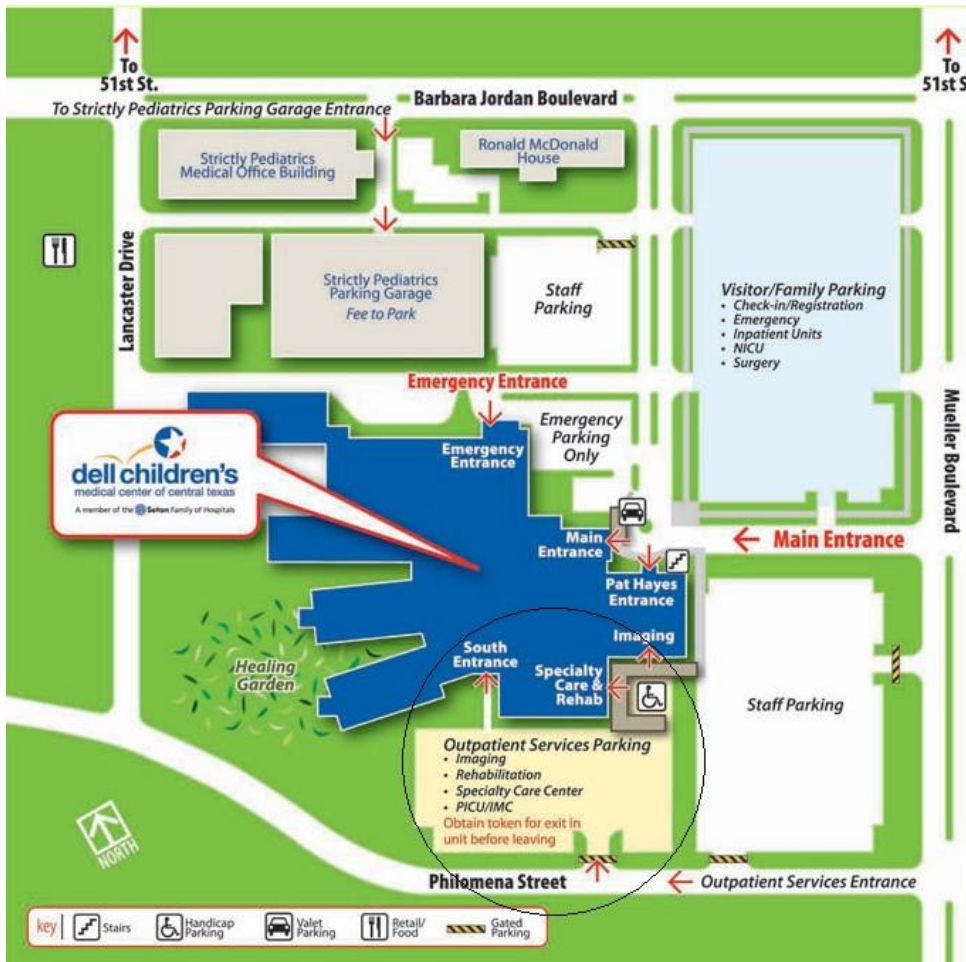 To
51st St.
To
51st S
Barbara Jordan Boulevard
To Strictly Pediatrics Parking Garage Entrance
Strictly Pediatrics
Medical Office Building
Ronald McDonald
House
Lancaster Drive
Strictly Pediatrics
Parking Garage
Fee to Park
Staff
Parking
Visitor/Family Parking
• Check-in/Registration
• Emergency
• Inpatient Units
• NICU
• Surgery
Mueller Boulevard
Emergency Entrance
Emergency
Entrance
Emergency
Parking
Only
dell children's
medical center of central texas
A member of the Seton Family of Hospitals
Main
Entrance
Main Entrance
Pat Hayes
Entrance
Imaging
South
Entrance
Specialty
Care &
Rehab
Healing
Garden
Staff Parking
Outpatient Services Parking
• Imaging
• Rehabilitation
• Specialty Care Center
• PICU/IMC
Obtain token for exit in
unit before leaving
NORTH
Philomena Street
Outpatient Services Entrance
key
Stairs
Handicap
Parking
Valet
Parking
Retail/
Food
Gated
Parking